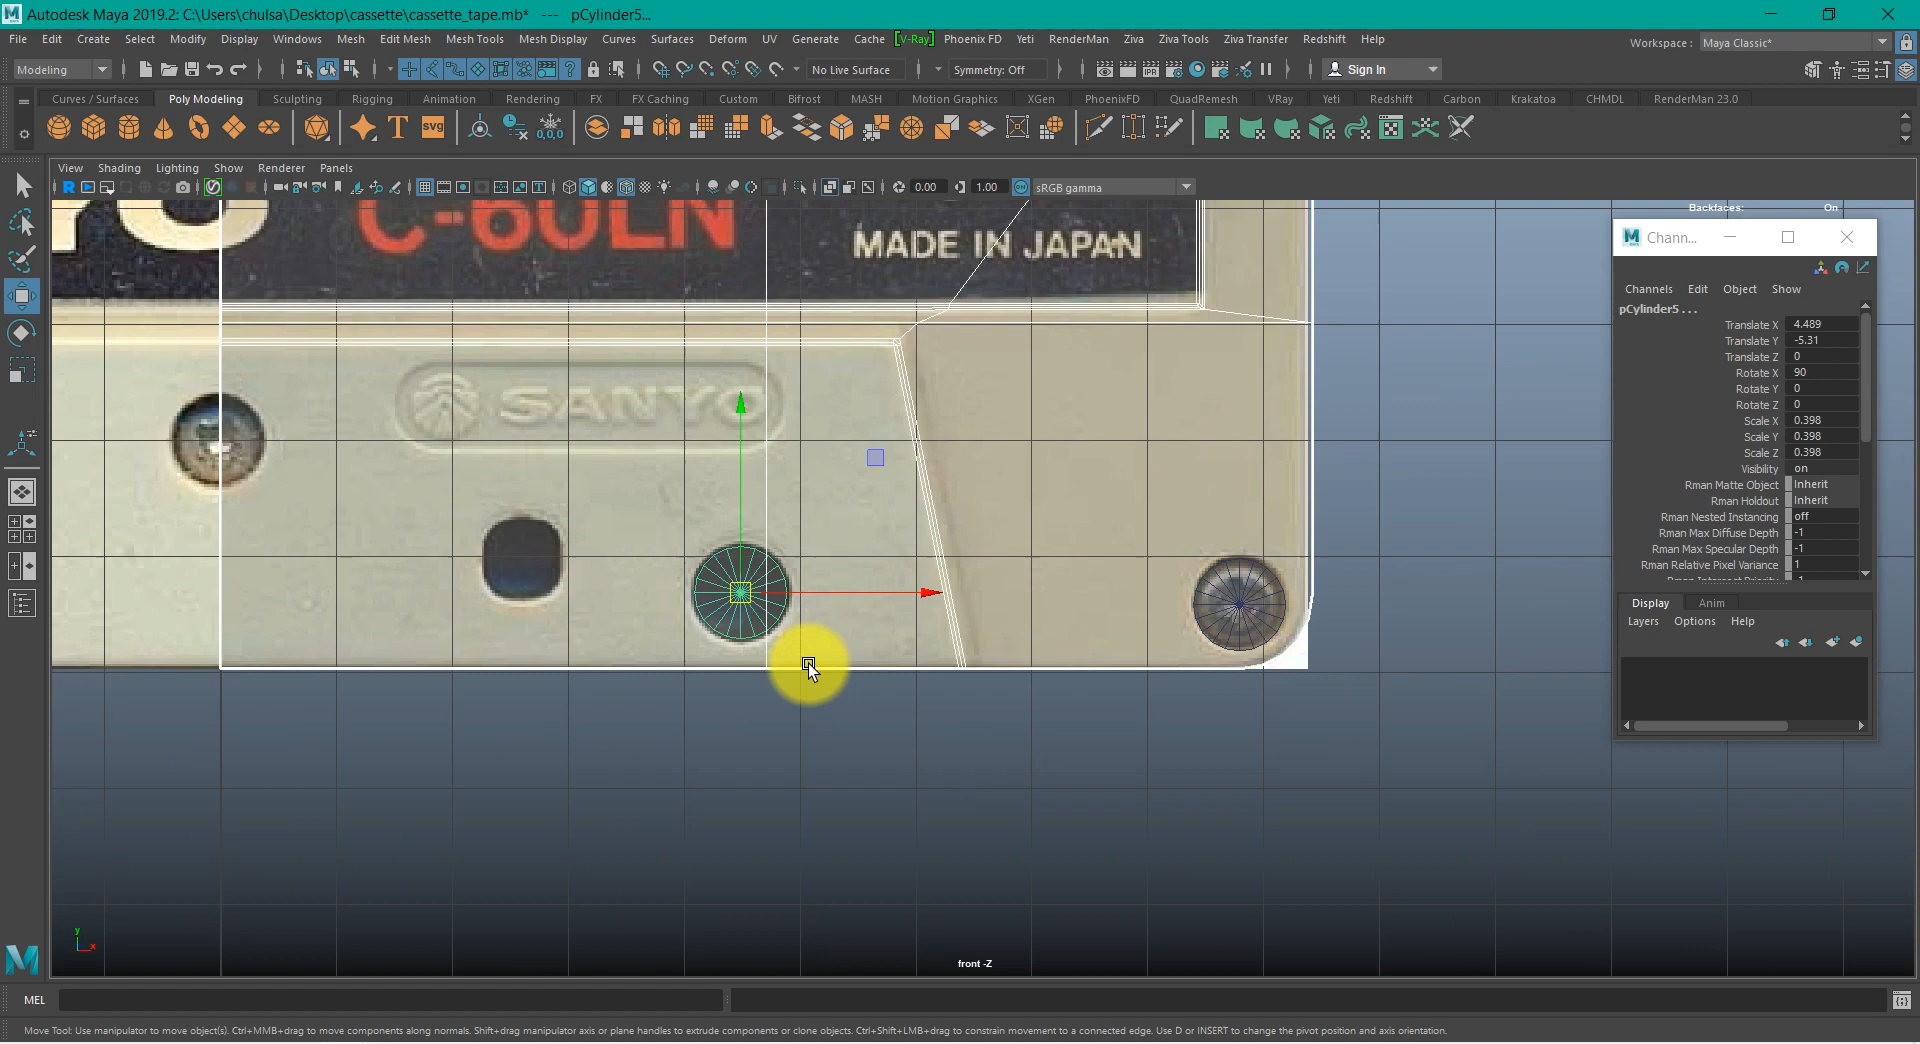 Autodesk Maya 2019.2: C:\Users\chulsa\Desktop\cassette\cassette_tape.mb* --- pCylinder5...
File Edit Create Select Modify Display Windows Mesh Edit Mesh Mesh Tools Mesh Display Curves Surfaces Deform UV Generate Cache [V-Ray] Phoenix FD Yeti RenderMan Ziva Ziva Tools Ziva Transfer Redshift Help Workspace : Maya Classic*
Modeling No Live Surface Symmetry: Off Sign In
Curves / Surfaces Poly Modeling Sculpting Rigging Animation Rendering FX FX Caching Custom Bifrost MASH Motion Graphics XGen PhoenixFD QuadRemesh VRay Yeti Redshift Carbon Krakatoa CHMDL RenderMan 23.0
T svg 0,0,0
View Shading Lighting Show Renderer Panels
0.00 1.00 ON sRGB gamma
Backfaces: On
C-60LN
MADE IN JAPAN
SANYO
Chann...
Channels Edit Object Show
pCylinder5 . . .
Translate X 4.489
Translate Y -5.31
Translate Z 0
Rotate X 90
Rotate Y 0
Rotate Z 0
Scale X 0.398
Scale Y 0.398
Scale Z 0.398
Visibility on
Rman Matte Object Inherit
Rman Holdout Inherit
Rman Nested Instancing off
Rman Max Diffuse Depth -1
Rman Max Specular Depth -1
Rman Relative Pixel Variance 1
Display Anim
Layers Options Help
y
x
front -Z
MEL
Move Tool: Use manipulator to move object(s). Ctrl+MMB+drag to move components along normals. Shift+drag manipulator axis or plane handles to extrude components or clone objects. Ctrl+Shift+LMB+drag to constrain movement to a connected edge. Use D or INSERT to change the pivot position and axis orientation.